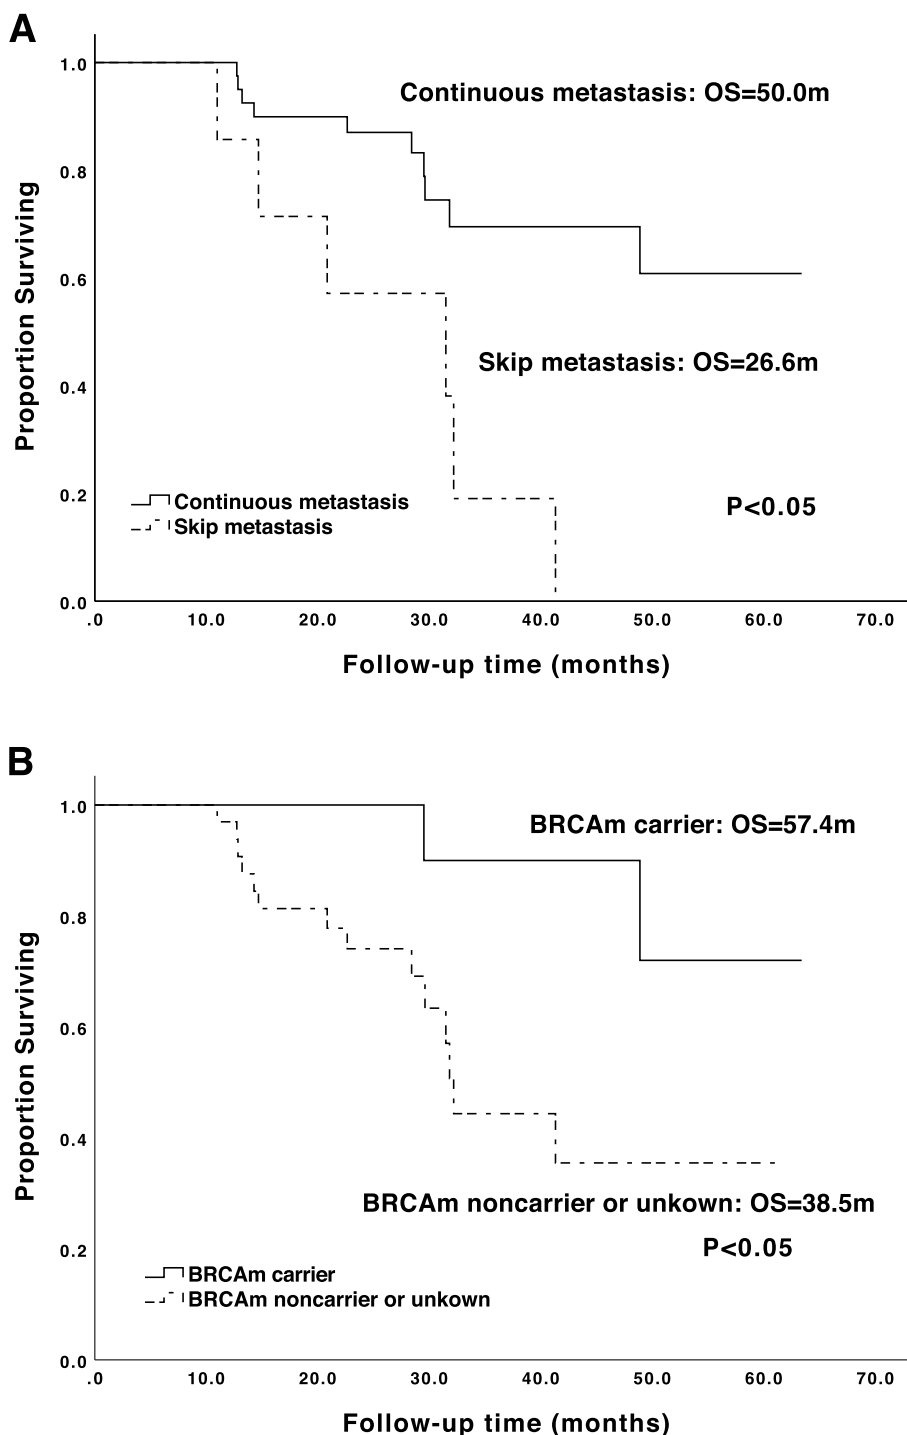 A
1.0
Continuous metastasis: OS=50.0m
0.8
0.6
Skip metastasis: OS=26.6m
0.4
0.2
Continuous metastasis
Skip metastasis
P<0.05
0.0
.0 10.0 20.0 30.0 40.0 50.0 60.0 70.0
Proportion Surviving
Follow-up time (months)
B
1.0
BRCAm carrier: OS=57.4m
0.8
0.6
0.4
BRCAm noncarrier or unkown: OS=38.5m
P<0.05
0.2
BRCAm carrier
BRCAm noncarrier or unkown
0.0
.0 10.0 20.0 30.0 40.0 50.0 60.0 70.0
Proportion Surviving
Follow-up time (months)